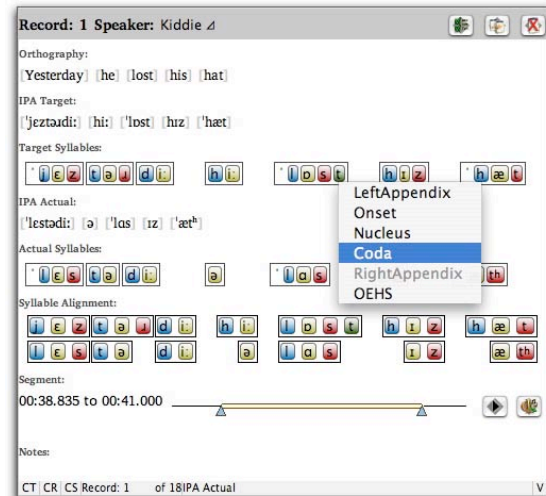 Record: 1 Speaker: Kiddie
Orthography:
[Yesterday] [he] [lost] [his] [hat]
IPA Target:
[ˈjɛztəɹdiː] [hiː] [ˈlɒst] [hɪz] [ˈhæt]
Target Syllables:
ˈ j ɛ z t ə ɹ d iː h iː ˈ l ɒ s t h ɪ z ˈ h æ t
LeftAppendix
Onset
Nucleus
Coda
RightAppendix
OEHS
IPA Actual:
[ˈlɛstədiː] [ə] [ˈlɑs] [ɪz] [ˈætʰ]
Actual Syllables:
ˈ l ɛ s t ə d iː ə ˈ l ɑ s tʰ
Syllable Alignment:
j ɛ z t ə ɹ d iː h iː l ɒ s t h ɪ z h æ t
l ɛ s t ə d iː ə l ɑ s ɪ z æ tʰ
Segment:
00:38.835 to 00:41.000
Notes:
CT CR CS Record: 1 of 18 IPA Actual V